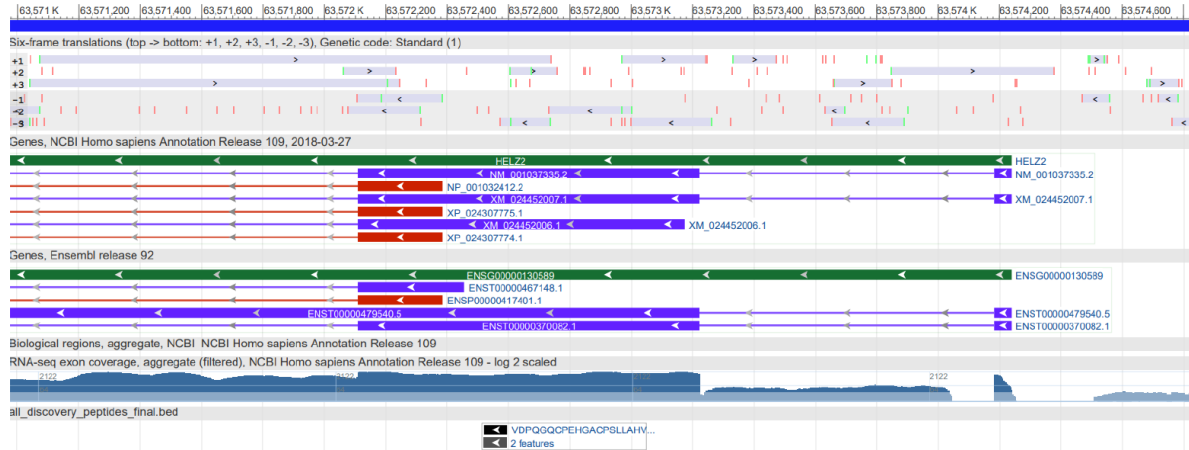 63,571 K 63,571,200 63,571,400 63,571,600 63,571,800 63,572 K 63,572,200 63,572,400 63,572,600 63,572,800 63,573 K 63,573,200 63,573,400 63,573,600 63,573,800 63,574 K 63,574,200 63,574,400 63,574,600
Six-frame translations (top -> bottom: +1, +2, +3, -1, -2, -3), Genetic code: Standard (1)
+1
+2
+3
-1
-2
-3
Genes, NCBI Homo sapiens Annotation Release 109, 2018-03-27
HELZ2 HELZ2
NM_001037335.2 NM_001037335.2
NP_001032412.2
XM_024452007.1 XM_024452007.1
XP_024307775.1
XM_024452006.1 XM_024452006.1
XP_024307774.1
Genes, Ensembl release 92
ENSG00000130589 ENSG00000130589
ENST00000467148.1
ENSP00000417401.1
ENST00000479540.5 ENST00000479540.5
ENST00000370082.1 ENST00000370082.1
Biological regions, aggregate, NCBI NCBI Homo sapiens Annotation Release 109
RNA-seq exon coverage, aggregate (filtered), NCBI Homo sapiens Annotation Release 109 - log 2 scaled
2122 2122 2122 2122
all_discovery_peptides_final.bed
VDPQGQCPEHGACPSLLAHV...
2 features